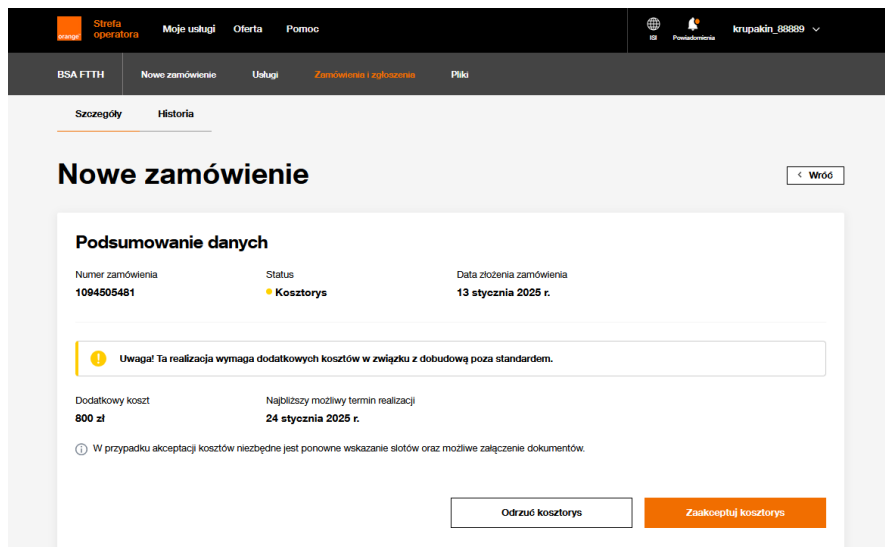 orange
Strefa operatora
Moje usługi
Oferta
Pomoc
ISI
Powiadomienia
krupakin_88889
BSA FTTH
Nowe zamówienie
Usługi
Zamówienia i zgłoszenia
Pliki
Szczegóły
Historia
Nowe zamówienie
Wróć
Podsumowanie danych
Numer zamówienia
Status
Data złożenia zamówienia
1094505481
Kosztorys
13 stycznia 2025 r.
Uwaga! Ta realizacja wymaga dodatkowych kosztów w związku z dobudową poza standardem.
Dodatkowy koszt
Najbliższy możliwy termin realizacji
800 zł
24 stycznia 2025 r.
W przypadku akceptacji kosztów niezbędne jest ponowne wskazanie slotów oraz możliwe załączenie dokumentów.
Odrzuć kosztorys
Zaakceptuj kosztorys